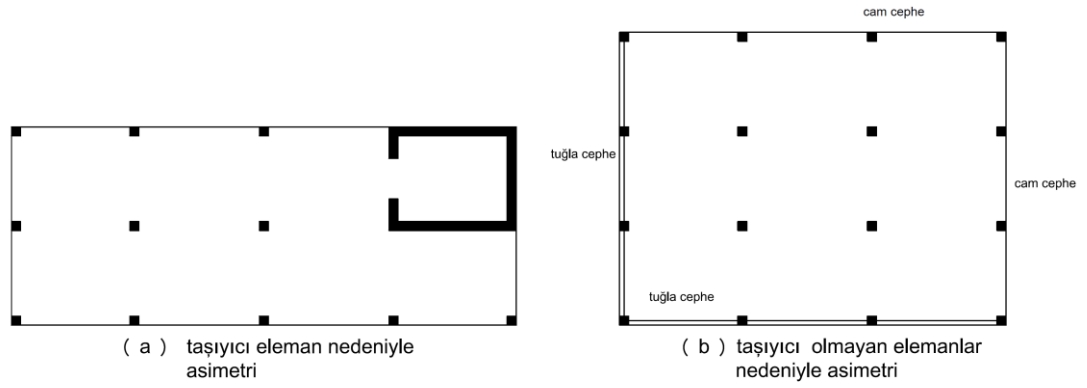 cam cephe
tuğla cephe
cam cephe
tuğla cephe
( a ) taşıyıcı eleman nedeniyle
asimetri
( b ) taşıyıcı olmayan elemanlar
nedeniyle asimetri